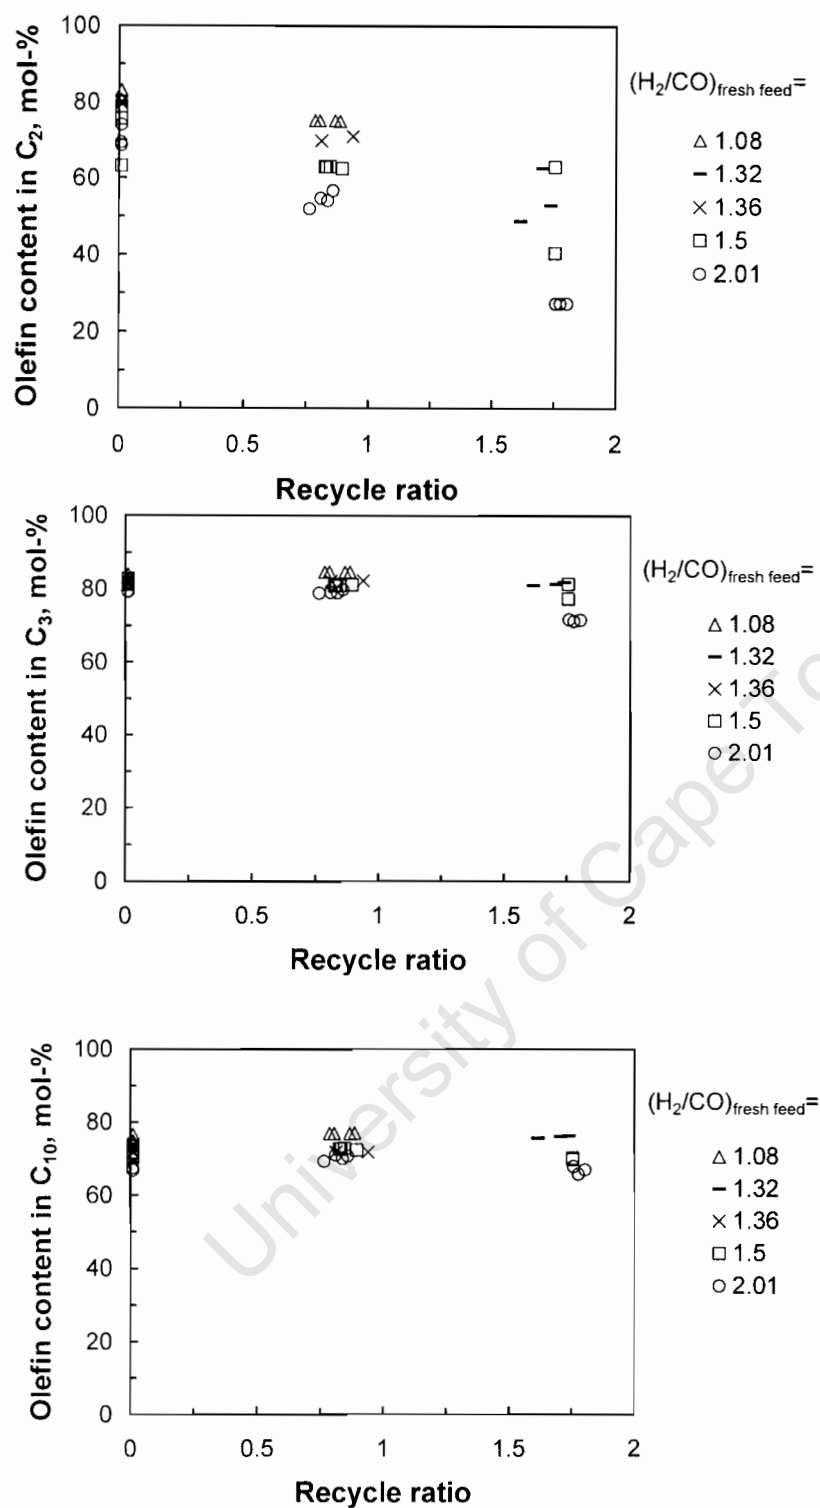 Olefin content in C2, mol-%
100
80
60
40
20
0
0 0.5 1 1.5 2
Recycle ratio
(H2/CO)fresh feed=
△ 1.08
– 1.32
× 1.36
□ 1.5
○ 2.01
Olefin content in C3, mol-%
100
80
60
40
20
0
0 0.5 1 1.5 2
Recycle ratio
(H2/CO)fresh feed=
△ 1.08
– 1.32
× 1.36
□ 1.5
○ 2.01
University of Cape To
Olefin content in C10, mol-%
100
80
60
40
20
0
0 0.5 1 1.5 2
Recycle ratio
(H2/CO)fresh feed=
△ 1.08
– 1.32
× 1.36
□ 1.5
○ 2.01